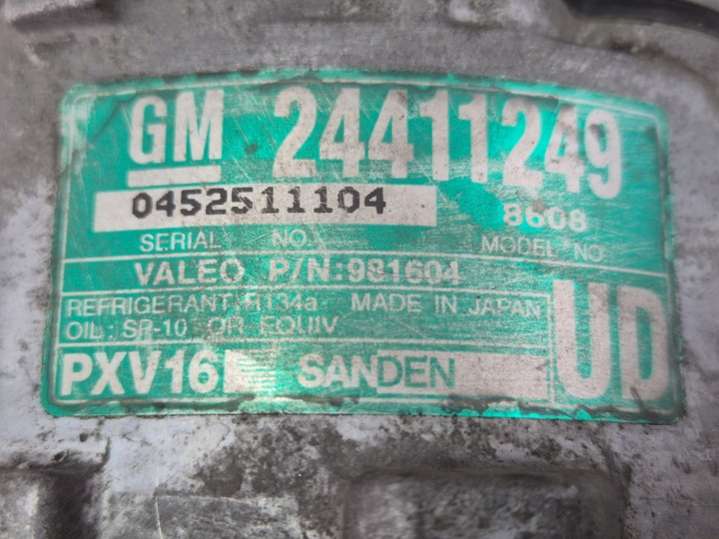 GM 24411249
0452511104 8608
SERIAL NO. MODEL NO
VALEO P/N:981604
REFRIGERANT:R134a MADE IN JAPAN
OIL: SP-10 OR EQUIV
PXV16 SANDEN UD